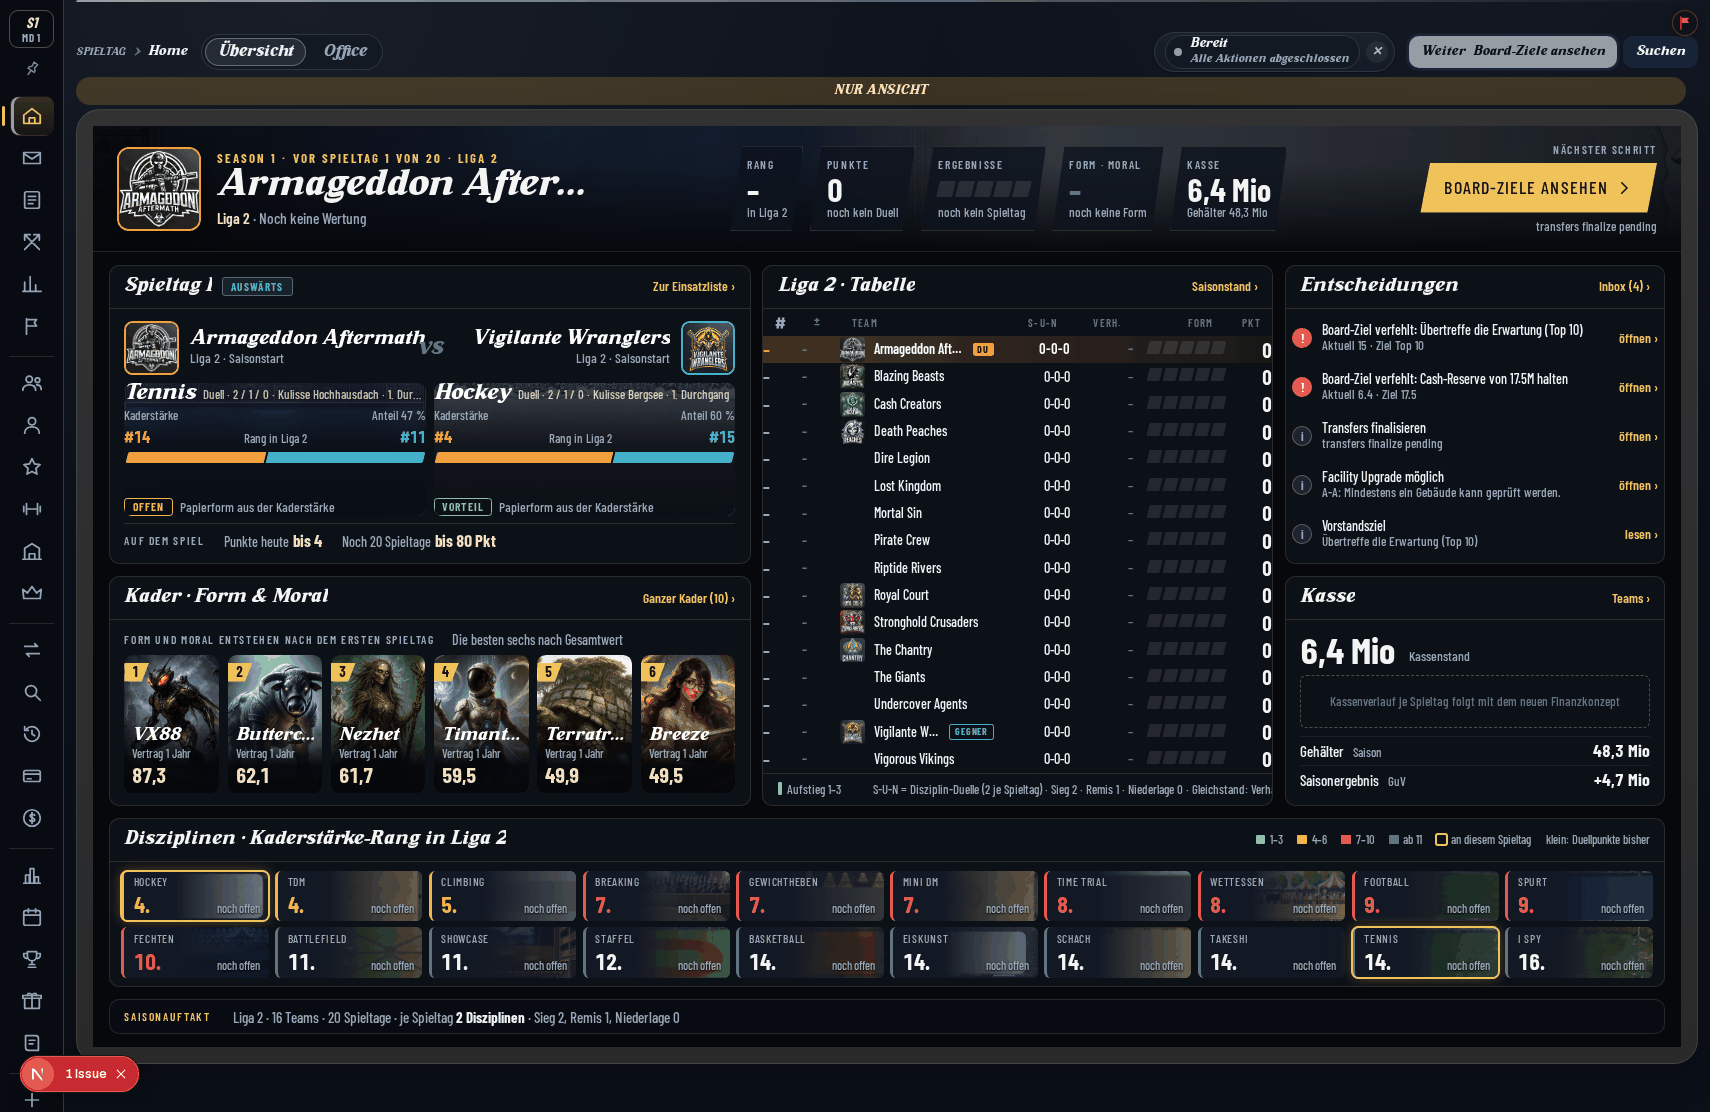 S1
MD1
SPIELTAG › Home
Übersicht
Office
Bereit
Alle Aktionen abgeschlossen
Weiter Board-Ziele ansehen
Suchen
NUR ANSICHT
SEASON 1 · VOR SPIELTAG 1 VON 20 · LIGA 2
Armageddon After...
Liga 2 · Noch keine Wertung
RANG
–
in Liga 2
PUNKTE
0
noch kein Duell
ERGEBNISSE
noch kein Spieltag
FORM · MORAL
–
noch keine Form
KASSE
6,4 Mio
Gehälter 48,3 Mio
NÄCHSTER SCHRITT
BOARD-ZIELE ANSEHEN
transfers finalize pending
Spieltag 1 AUSWÄRTS
Zur Einsatzliste ›
Armageddon Aftermath
Liga 2 · Saisonstart
VS
Vigilante Wranglers
Liga 2 · Saisonstart
Tennis Duell · 2 / 1 / 0 · Kulisse Hochhausdach · 1. Dur...
Kaderstärke Anteil 47 %
#14 Rang in Liga 2 #11
OFFEN Papierform aus der Kaderstärke
Hockey Duell · 2 / 1 / 0 · Kulisse Bergsee · 1. Durchgang
Kaderstärke Anteil 60 %
#4 Rang in Liga 2 #15
VORTEIL Papierform aus der Kaderstärke
AUF DEM SPIEL Punkte heute bis 4 Noch 20 Spieltage bis 80 Pkt
Liga 2 · Tabelle
Saisonstand ›
# ± TEAM S-U-N VERH. FORM PKT
– – Armageddon Aft... DU 0-0-0 0
– – Blazing Beasts 0-0-0 – 0
– – Cash Creators 0-0-0 – 0
– – Death Peaches 0-0-0 – 0
– – Dire Legion 0-0-0 – 0
– – Lost Kingdom 0-0-0 – 0
– – Mortal Sin 0-0-0 – 0
– – Pirate Crew 0-0-0 – 0
– – Riptide Rivers 0-0-0 – 0
– – Royal Court 0-0-0 – 0
– – Stronghold Crusaders 0-0-0 – 0
– – The Chantry 0-0-0 – 0
– – The Giants 0-0-0 – 0
– – Undercover Agents 0-0-0 – 0
– – Vigilante W... GEGNER 0-0-0 – 0
– – Vigorous Vikings 0-0-0 – 0
Aufstieg 1–3 S-U-N = Disziplin-Duelle (2 je Spieltag) · Sieg 2 · Remis 1 · Niederlage 0 · Gleichstand: Verh
Entscheidungen
Inbox (4) ›
Board-Ziel verfehlt: Übertreffe die Erwartung (Top 10)
Aktuell 15 · Ziel Top 10
öffnen ›
Board-Ziel verfehlt: Cash-Reserve von 17.5M halten
Aktuell 6.4 · Ziel 17.5
öffnen ›
Transfers finalisieren
transfers finalize pending
öffnen ›
Facility Upgrade möglich
A-A: Mindestens ein Gebäude kann geprüft werden.
öffnen ›
Vorstandsziel
Übertreffe die Erwartung (Top 10)
lesen ›
Kader · Form & Moral
Ganzer Kader (10) ›
FORM UND MORAL ENTSTEHEN NACH DEM ERSTEN SPIELTAG Die besten sechs nach Gesamtwert
1
VX88
Vertrag 1 Jahr
87,3
2
Butterc...
Vertrag 1 Jahr
62,1
3
Nezhet
Vertrag 1 Jahr
61,7
4
Timant...
Vertrag 1 Jahr
59,5
5
Terratr...
Vertrag 1 Jahr
49,9
6
Breeze
Vertrag 1 Jahr
49,5
Kasse
Teams ›
6,4 Mio Kassenstand
Kassenverlauf je Spieltag folgt mit dem neuen Finanzkonzept
Gehälter Saison 48,3 Mio
Saisonergebnis GuV +4,7 Mio
Disziplinen · Kaderstärke-Rang in Liga 2
1–3 4–6 7–10 ab 11 an diesem Spieltag klein: Duellpunkte bisher
HOCKEY
4. noch offen
TDM
4. noch offen
CLIMBING
5. noch offen
BREAKING
7. noch offen
GEWICHTHEBEN
7. noch offen
MINI DM
7. noch offen
TIME TRIAL
8. noch offen
WETTESSEN
8. noch offen
FOOTBALL
9. noch offen
SPURT
9. noch offen
FECHTEN
10. noch offen
BATTLEFIELD
11. noch offen
SHOWCASE
11. noch offen
STAFFEL
12. noch offen
BASKETBALL
14. noch offen
EISKUNST
14. noch offen
SCHACH
14. noch offen
TAKESHI
14. noch offen
TENNIS
14. noch offen
I SPY
16. noch offen
SAISONAUFTAKT Liga 2 · 16 Teams · 20 Spieltage · je Spieltag 2 Disziplinen · Sieg 2, Remis 1, Niederlage 0
N 1 Issue